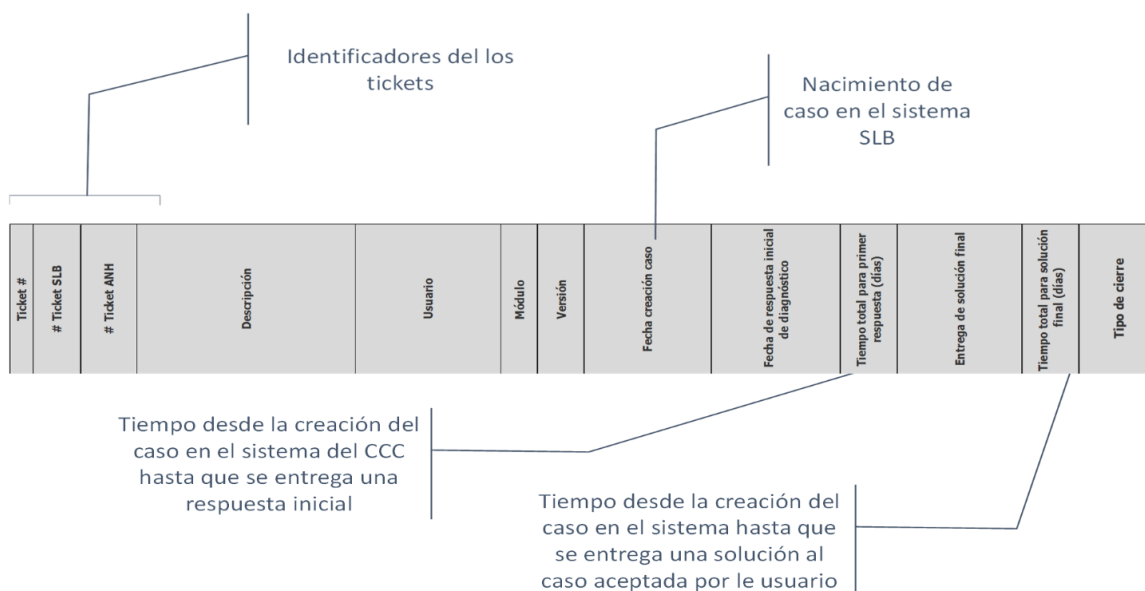 Identificadores del los
tickets
Nacimiento de
caso en el sistema
SLB
Ticket #
# Ticket SLB
# Ticket ANH
Descripción
Usuario
Módulo
Versión
Fecha creación caso
Fecha de respuesta inicial
de diagnóstico
Tiempo total para primer
respuesta (días)
Entrega de solución final
Tiempo total para solución
final (días)
Tipo de cierre
Tiempo desde la creación del
caso en el sistema del CCC
hasta que se entrega una
respuesta inicial
Tiempo desde la creación del
caso en el sistema hasta que
se entrega una solución al
caso aceptada por le usuario